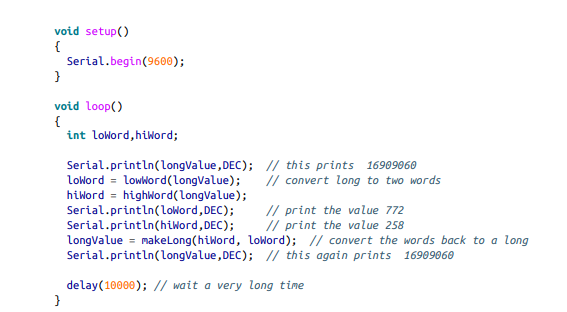 void setup()
{
  Serial.begin(9600);
}
void loop()
{
  int loWord,hiWord;
  Serial.println(longValue,DEC);  // this prints  16909060
  loWord = lowWord(longValue);    // convert long to two words
  hiWord = highWord(longValue);
  Serial.println(loWord,DEC);     // print the value 772
  Serial.println(hiWord,DEC);     // print the value 258
  longValue = makeLong(hiWord, loWord);  // convert the words back to a long
  Serial.println(longValue,DEC);  // this again prints  16909060
  delay(10000); // wait a very long time
}